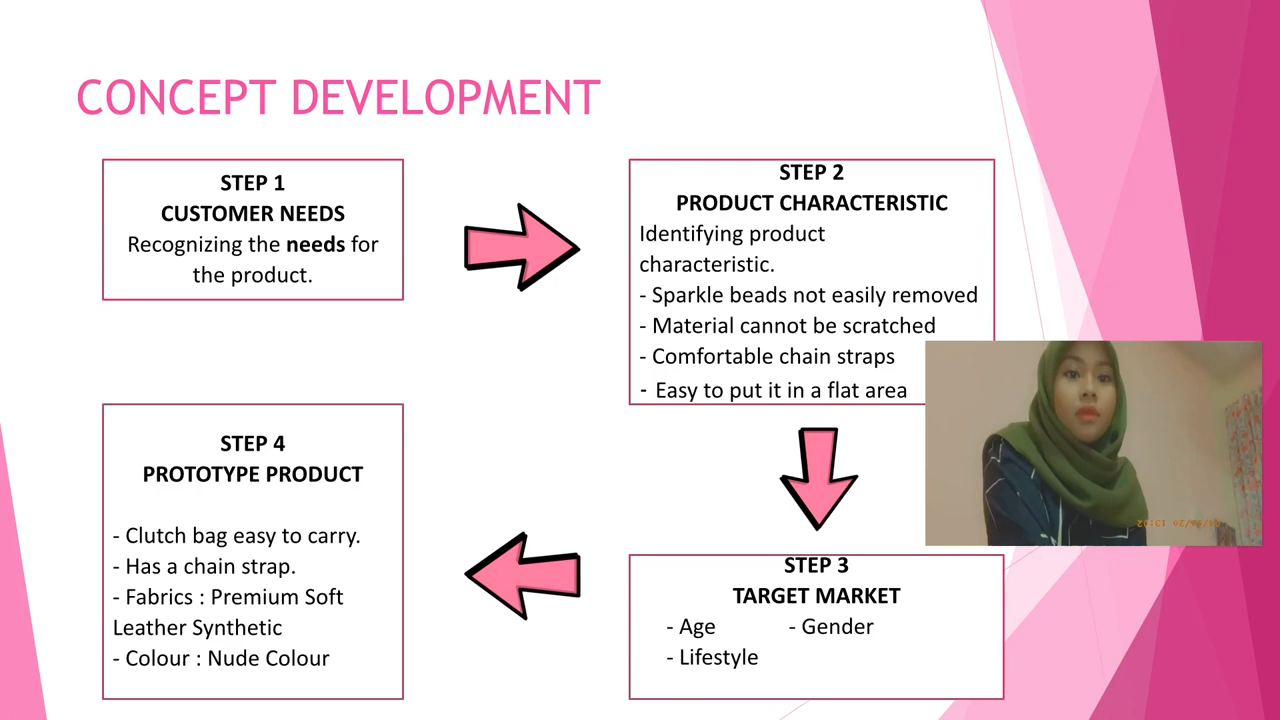 CONCEPT DEVELOPMENT
STEP 1
CUSTOMER NEEDS
Recognizing the needs for
the product.
STEP 2
PRODUCT CHARACTERISTIC
Identifying product
characteristic.
- Sparkle beads not easily removed
- Material cannot be scratched
- Comfortable chain straps
- Easy to put it in a flat area
STEP 3
TARGET MARKET
- Age - Gender
- Lifestyle
STEP 4
PROTOTYPE PRODUCT
- Clutch bag easy to carry.
- Has a chain strap.
- Fabrics : Premium Soft
Leather Synthetic
- Colour : Nude Colour